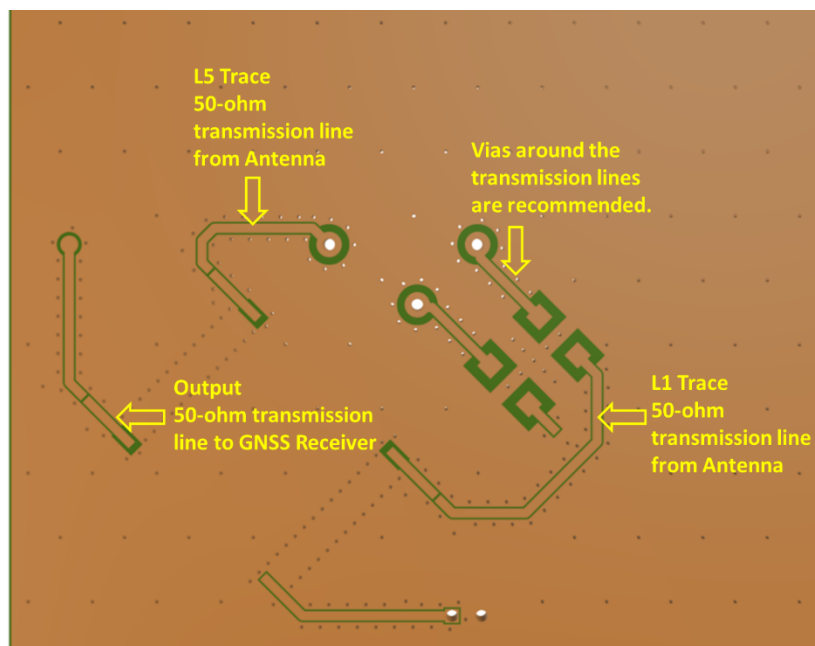 L5 Trace
50-ohm
transmission line
from Antenna
Vias around the
transmission lines
are recommended.
Output
50-ohm transmission
line to GNSS Receiver
L1 Trace
50-ohm
transmission line
from Antenna